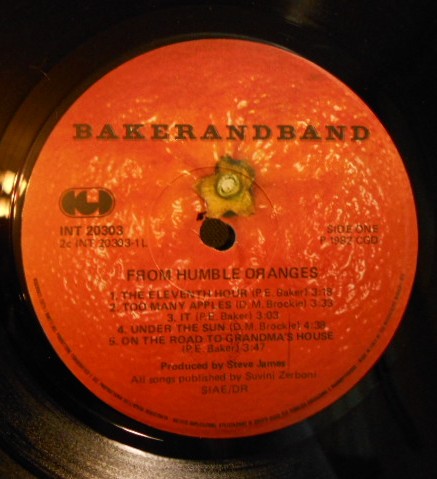 BAKERANDBAND
INT 20303
2c INT 20303-1L
SIDE ONE
P 1982 CGD
FROM HUMBLE ORANGES
1. THE ELEVENTH HOUR (P.E. Baker) 3:18
2. TOO MANY APPLES (D.M. Brockie) 3:33
3. IT (P.E. Baker) 3:03
4. UNDER THE SUN (D.M. Brockie) 4:38
5. ON THE ROAD TO GRANDMA'S HOUSE
(P.E. Baker) 3:47
Produced by Steve James
All songs published by Suvini Zerboni
SIAE/DR